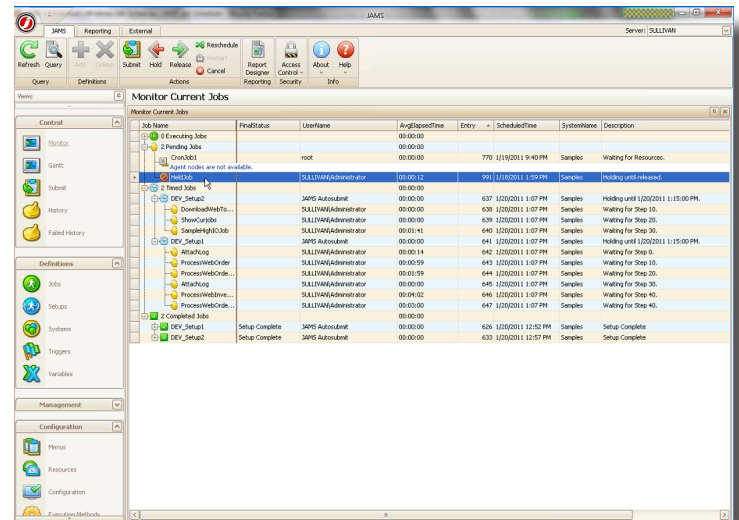 JAMS
JAMS Reporting External Server: SULLIVAN
Refresh Query Add Delete Submit Hold Release Reschedule Restart Cancel Report Designer Access Control About Help
Query Definitions Actions Reporting Security Info
Views
Monitor Current Jobs
Monitor Current Jobs
Control
Monitor
Gantt
Submit
History
Failed History
Definitions
Jobs
Setups
Systems
Triggers
Variables
Management
Configuration
Menus
Resources
Configuration
Execution Methods
Job Name FinalStatus UserName AvgElapsedTime Entry ScheduledTime SystemName Description
0 Executing Jobs 00:00:00
2 Pending Jobs 00:00:00
CronJob1 root 00:00:00 770 1/19/2011 9:40 PM Samples Waiting for Resources.
Agent nodes are not available.
HeldJob SULLIVAN\Administrator 00:00:12 991 1/18/2011 1:59 PM Samples Holding until released.
2 Timed Jobs 00:00:00
DEV_Setup2 JAMS Autosubmit 00:00:00 637 1/20/2011 1:07 PM Samples Holding until 1/20/2011 1:15:00 PM.
DownloadWebTo... SULLIVAN\Administrator 00:00:00 638 1/20/2011 1:07 PM Samples Waiting for Step 10.
ShowCurjobs SULLIVAN\Administrator 00:00:00 639 1/20/2011 1:07 PM Samples Waiting for Step 20.
SampleHighIOJob SULLIVAN\Administrator 00:01:41 640 1/20/2011 1:07 PM Samples Waiting for Step 30.
DEV_Setup1 JAMS Autosubmit 00:00:00 641 1/20/2011 1:07 PM Samples Holding until 1/20/2011 1:15:00 PM.
AttachLog SULLIVAN\Administrator 00:00:14 642 1/20/2011 1:07 PM Samples Waiting for Step 0.
ProcessWebOrder SULLIVAN\Administrator 00:00:59 643 1/20/2011 1:07 PM Samples Waiting for Step 10.
ProcessWebOrde... SULLIVAN\Administrator 00:01:59 644 1/20/2011 1:07 PM Samples Waiting for Step 20.
AttachLog SULLIVAN\Administrator 00:00:00 645 1/20/2011 1:07 PM Samples Waiting for Step 30.
ProcessWebInve... SULLIVAN\Administrator 00:04:02 646 1/20/2011 1:07 PM Samples Waiting for Step 40.
ProcessWebOrde... SULLIVAN\Administrator 00:03:00 647 1/20/2011 1:07 PM Samples Waiting for Step 40.
2 Completed Jobs 00:00:00
DEV_Setup1 Setup Complete JAMS Autosubmit 00:00:00 626 1/20/2011 12:52 PM Samples Setup Complete
DEV_Setup2 Setup Complete JAMS Autosubmit 00:00:00 633 1/20/2011 12:57 PM Samples Setup Complete